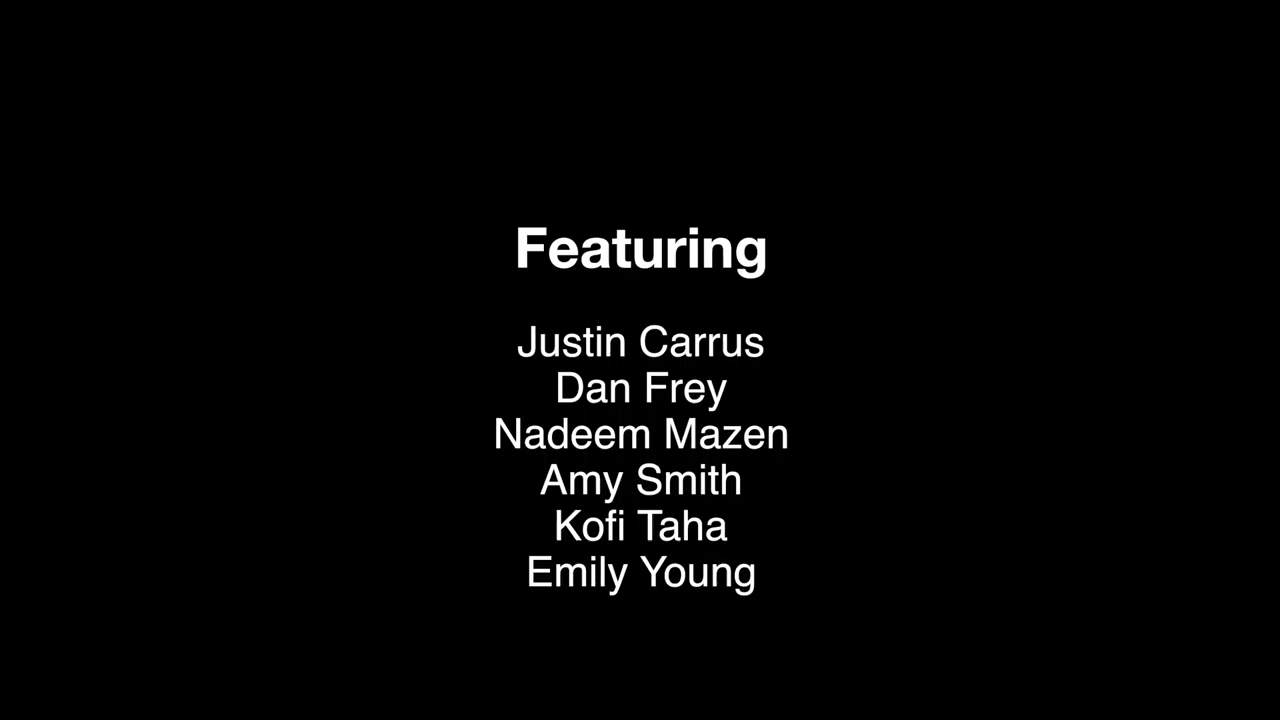 Featuring
Justin Carrus
Dan Frey
Nadeem Mazen
Amy Smith
Kofi Taha
Emily Young